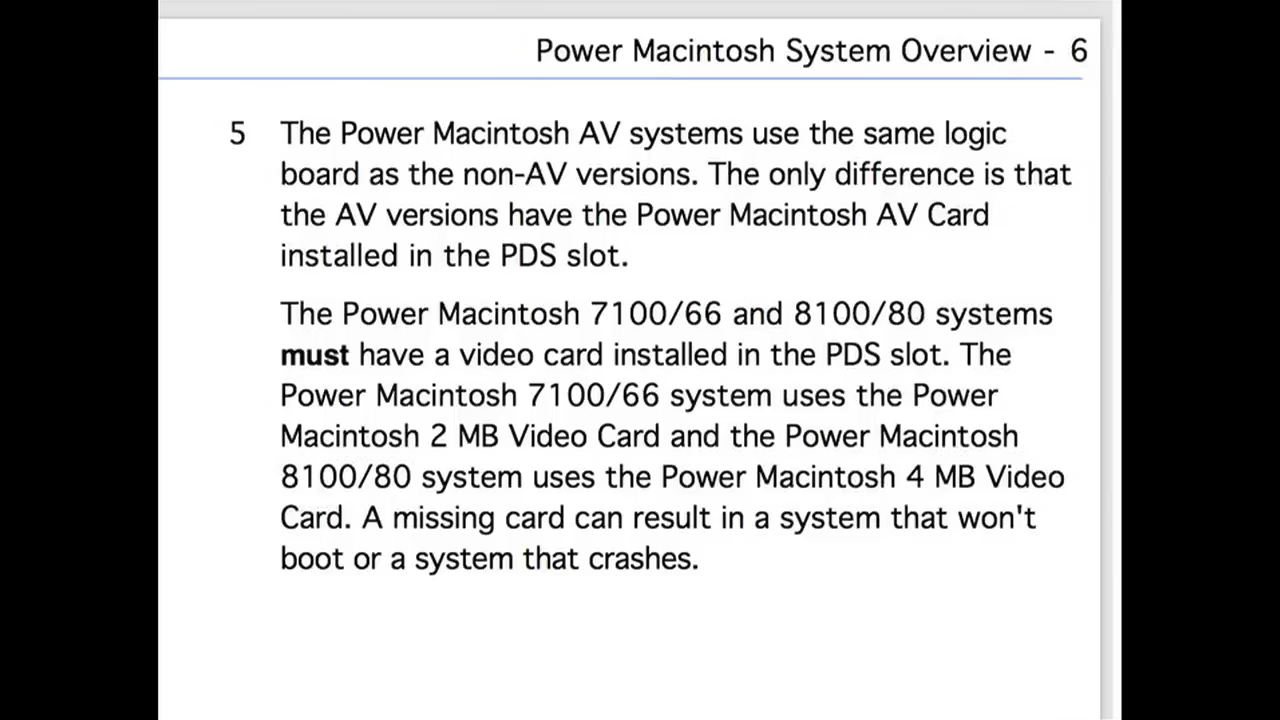 Power Macintosh System Overview - 6
5 The Power Macintosh AV systems use the same logic
board as the non-AV versions. The only difference is that
the AV versions have the Power Macintosh AV Card
installed in the PDS slot.
The Power Macintosh 7100/66 and 8100/80 systems
must have a video card installed in the PDS slot. The
Power Macintosh 7100/66 system uses the Power
Macintosh 2 MB Video Card and the Power Macintosh
8100/80 system uses the Power Macintosh 4 MB Video
Card. A missing card can result in a system that won't
boot or a system that crashes.